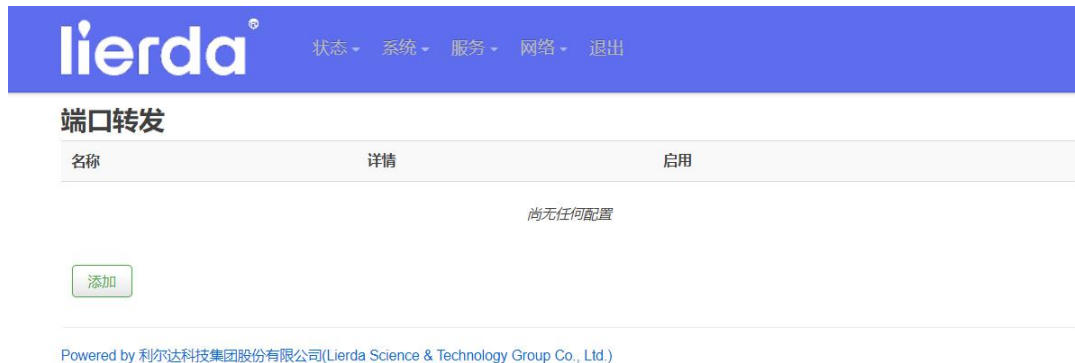 lierda®
状态 系统 服务 网络 退出
端口转发
名称 详情 启用
尚无任何配置
添加
Powered by 利尔达科技集团股份有限公司(Lierda Science & Technology Group Co., Ltd.)